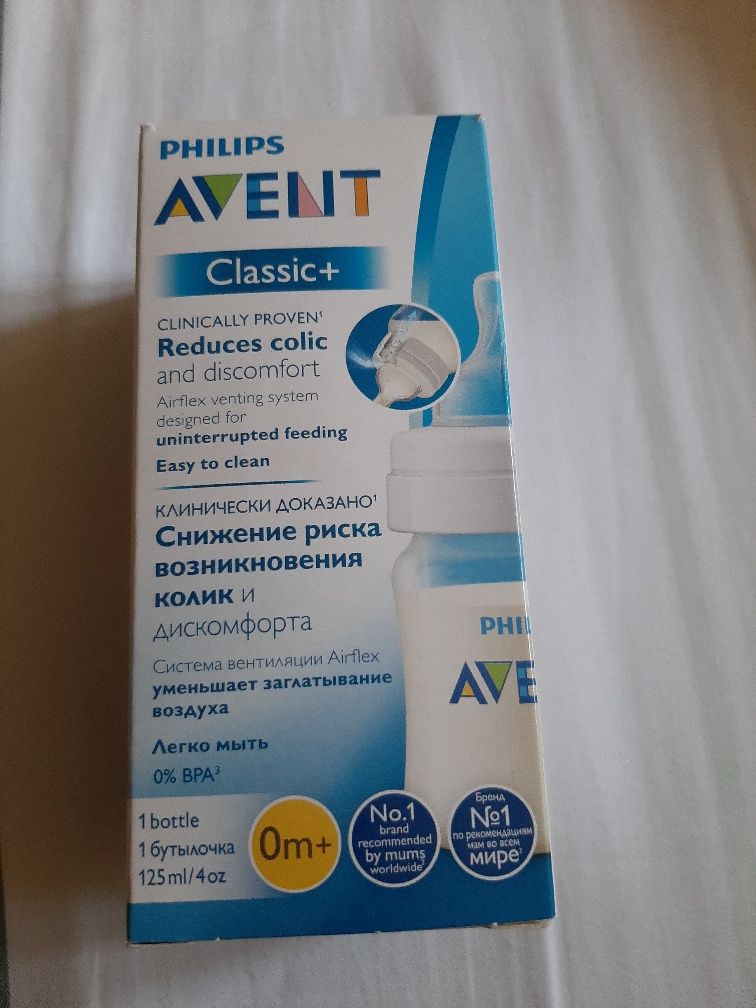 PHILIPS
AVENT
Classic+
CLINICALLY PROVEN¹
Reduces colic
and discomfort
Airflex venting system
designed for
uninterrupted feeding
Easy to clean
КЛИНИЧЕСКИ ДОКАЗАНО¹
Снижение риска
возникновения
колик и
дискомфорта
Система вентиляции Airflex
уменьшает заглатывание
воздуха
Легко мыть
0% BPA³
1 bottle
1 бутылочка
125 ml/4 oz
0m+
No.1
brand
recommended
by mums
worldwide²
Бренд
№1
по рекомендациям
мам во всем
мире²
PHI
AVE